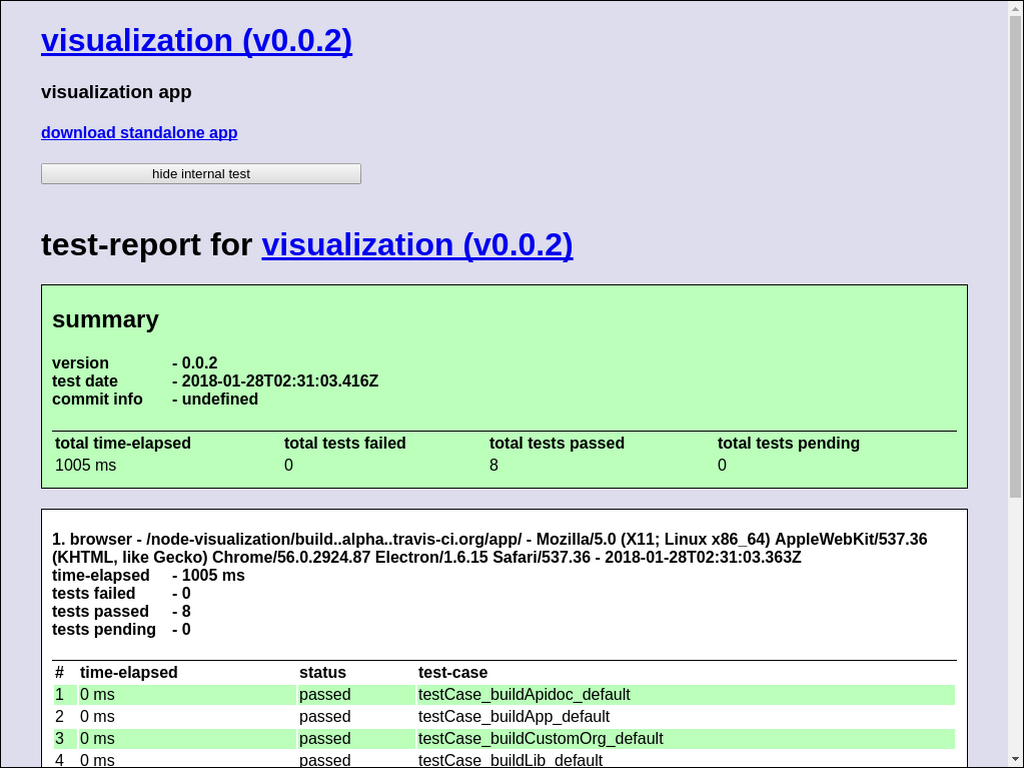 visualization (v0.0.2)
visualization app
download standalone app
hide internal test
test-report for visualization (v0.0.2)
summary
version - 0.0.2
test date - 2018-01-28T02:31:03.416Z
commit info - undefined
total time-elapsed total tests failed total tests passed total tests pending
1005 ms 0 8 0
1. browser - /node-visualization/build..alpha..travis-ci.org/app/ - Mozilla/5.0 (X11; Linux x86_64) AppleWebKit/537.36
(KHTML, like Gecko) Chrome/56.0.2924.87 Electron/1.6.15 Safari/537.36 - 2018-01-28T02:31:03.363Z
time-elapsed - 1005 ms
tests failed - 0
tests passed - 8
tests pending - 0
# time-elapsed status test-case
1 0 ms passed testCase_buildApidoc_default
2 0 ms passed testCase_buildApp_default
3 0 ms passed testCase_buildCustomOrg_default
4 0 ms passed testCase_buildLib_default